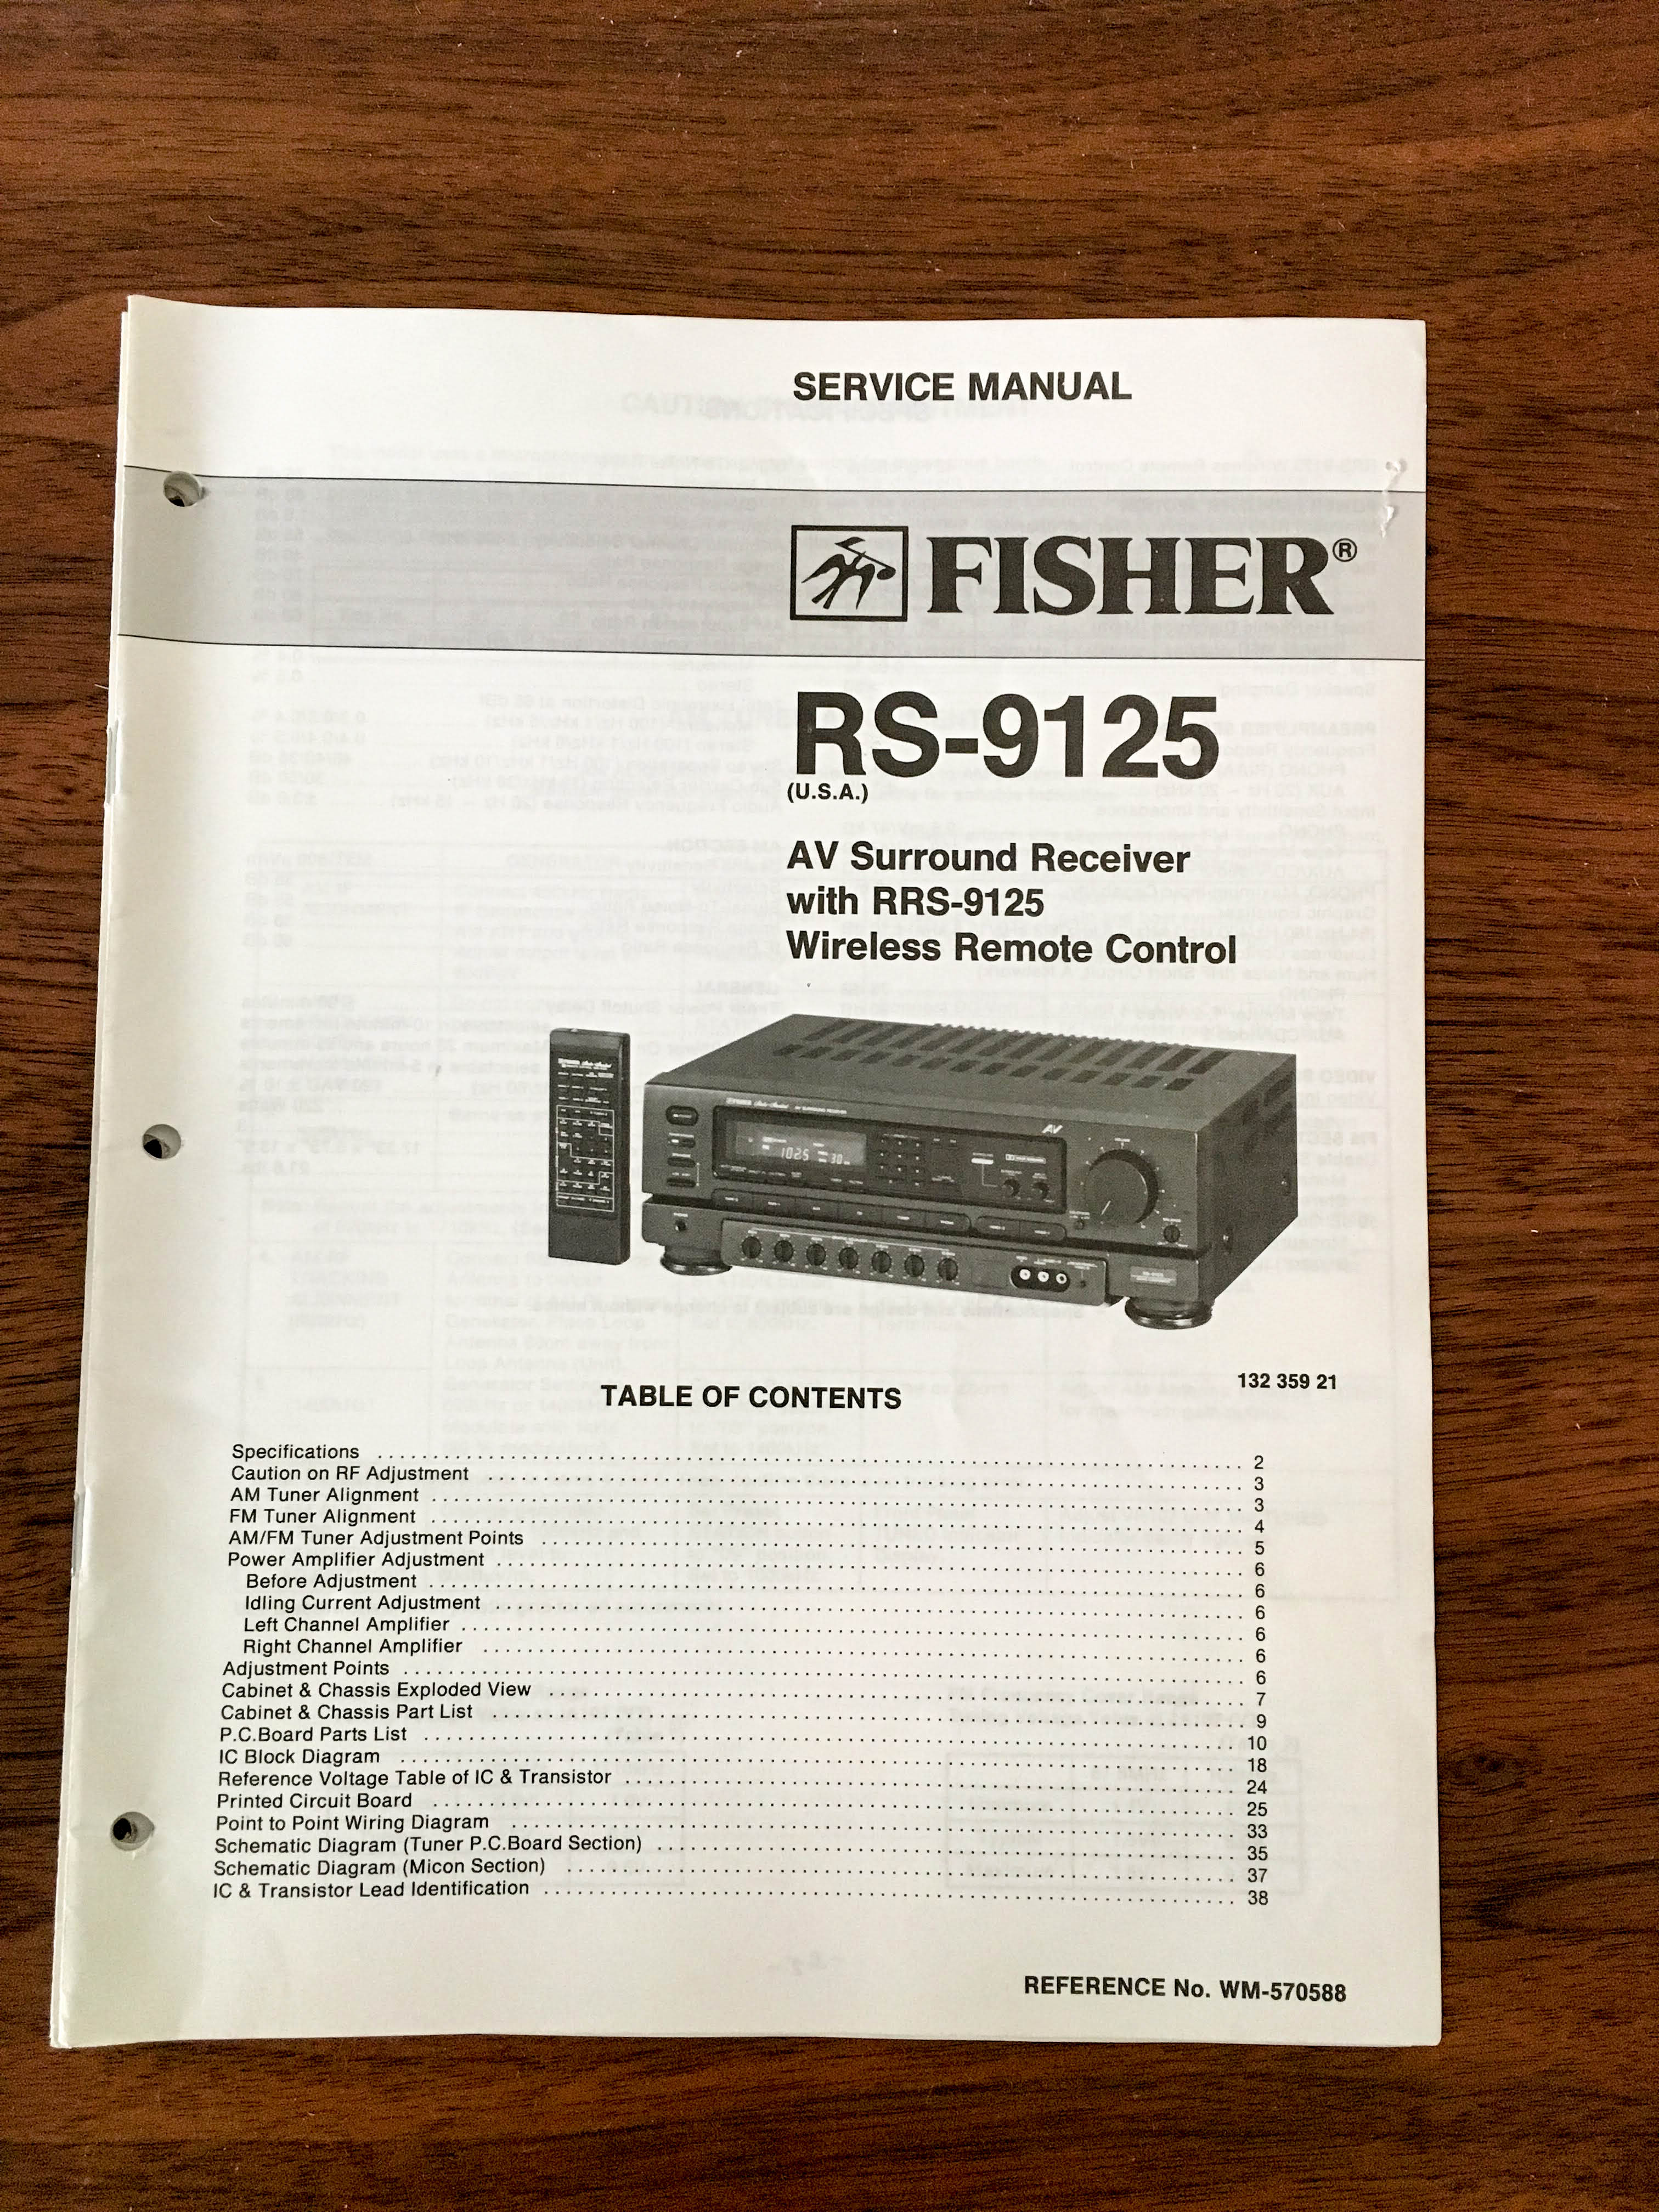 SERVICE MANUAL
FISHER®
RS-9125
(U.S.A.)
AV Surround Receiver
with RRS-9125
Wireless Remote Control
AV
102.5 30
132 359 21
TABLE OF CONTENTS
Specifications 2
Caution on RF Adjustment 3
AM Tuner Alignment 3
FM Tuner Alignment 4
AM/FM Tuner Adjustment Points 5
Power Amplifier Adjustment 6
Before Adjustment 6
Idling Current Adjustment 6
Left Channel Amplifier 6
Right Channel Amplifier 6
Adjustment Points 6
Cabinet & Chassis Exploded View 7
Cabinet & Chassis Part List 9
P.C.Board Parts List 10
IC Block Diagram 18
Reference Voltage Table of IC & Transistor 24
Printed Circuit Board 25
Point to Point Wiring Diagram 33
Schematic Diagram (Tuner P.C.Board Section) 35
Schematic Diagram (Micon Section) 37
IC & Transistor Lead Identification 38
REFERENCE No. WM-570588